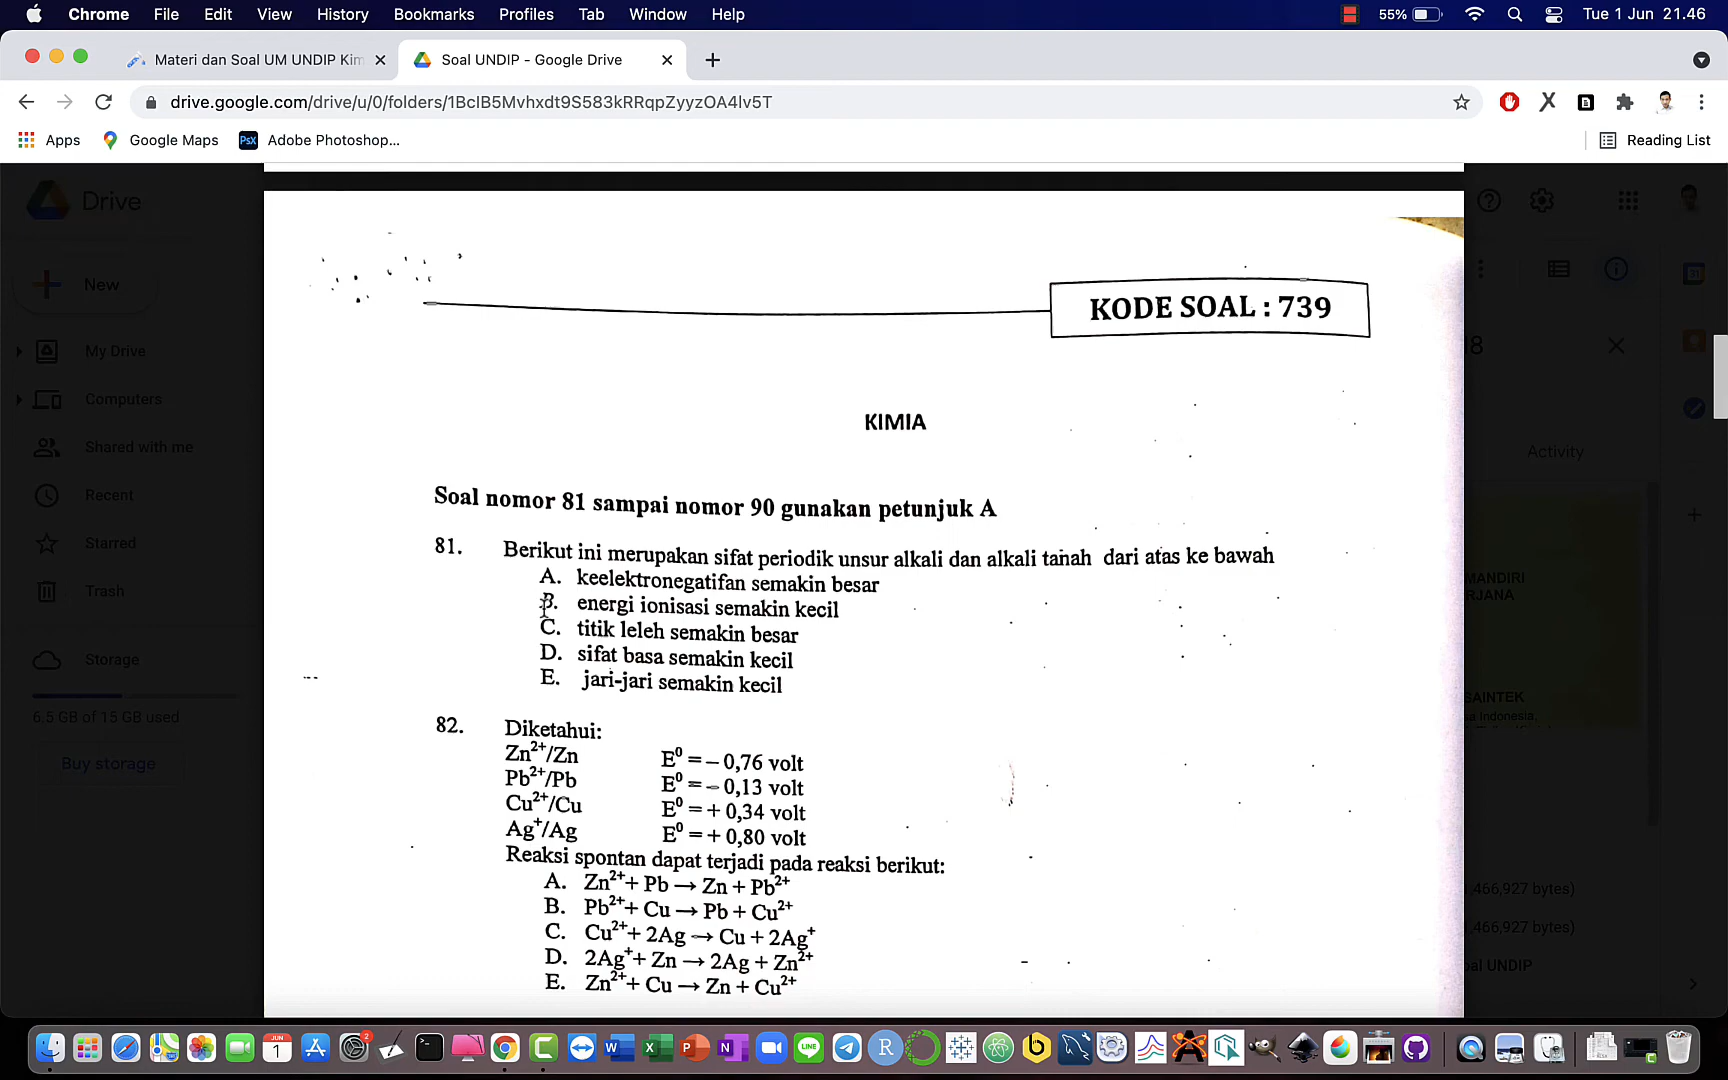 Chrome File Edit View History Bookmarks Profiles Tab Window Help 55% Tue 1 Jun 21.46
Materi dan Soal UM UNDIP Kim
Soal UNDIP - Google Drive
drive.google.com/drive/u/0/folders/1BcIB5Mvhxdt9S583kRRqpZyyzOA4lv5T
Apps Google Maps Adobe Photoshop... Reading List
Drive
New
My Drive
Computers
Shared with me
Recent
Starred
Trash
Storage
6.5 GB of 15 GB used
Buy storage
KODE SOAL : 739
KIMIA
Soal nomor 81 sampai nomor 90 gunakan petunjuk A
81. Berikut ini merupakan sifat periodik unsur alkali dan alkali tanah dari atas ke bawah
A. keelektronegatifan semakin besar
B. energi ionisasi semakin kecil
C. titik leleh semakin besar
D. sifat basa semakin kecil
E. jari-jari semakin kecil
82. Diketahui:
Zn²⁺/Zn E⁰ = – 0,76 volt
Pb²⁺/Pb E⁰ = – 0,13 volt
Cu²⁺/Cu E⁰ = + 0,34 volt
Ag⁺/Ag E⁰ = + 0,80 volt
Reaksi spontan dapat terjadi pada reaksi berikut:
A. Zn²⁺ + Pb → Zn + Pb²⁺
B. Pb²⁺ + Cu → Pb + Cu²⁺
C. Cu²⁺ + 2Ag → Cu + 2Ag⁺
D. 2Ag⁺ + Zn → 2Ag + Zn²⁺
E. Zn²⁺ + Cu → Zn + Cu²⁺
Activity
MANDIRI
RJANA
SAINTEK
a Indonesia,
,466,927 bytes)
,466,927 bytes)
oal UNDIP